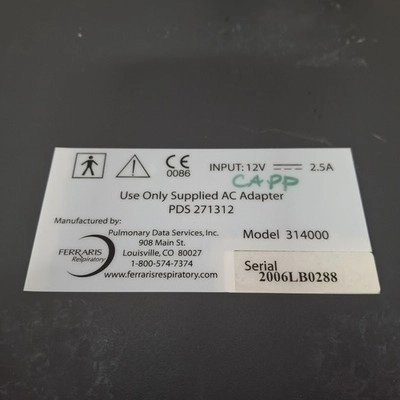 CE
0086
INPUT: 12V 2.5A
CAPP
Use Only Supplied AC Adapter
PDS 271312
Manufactured by:
FERRARIS
Respiratory
Pulmonary Data Services, Inc.
908 Main St.
Louisville, CO 80027
1-800-574-7374
www.ferrarisrespiratory.com
Model 314000
Serial
2006LB0288